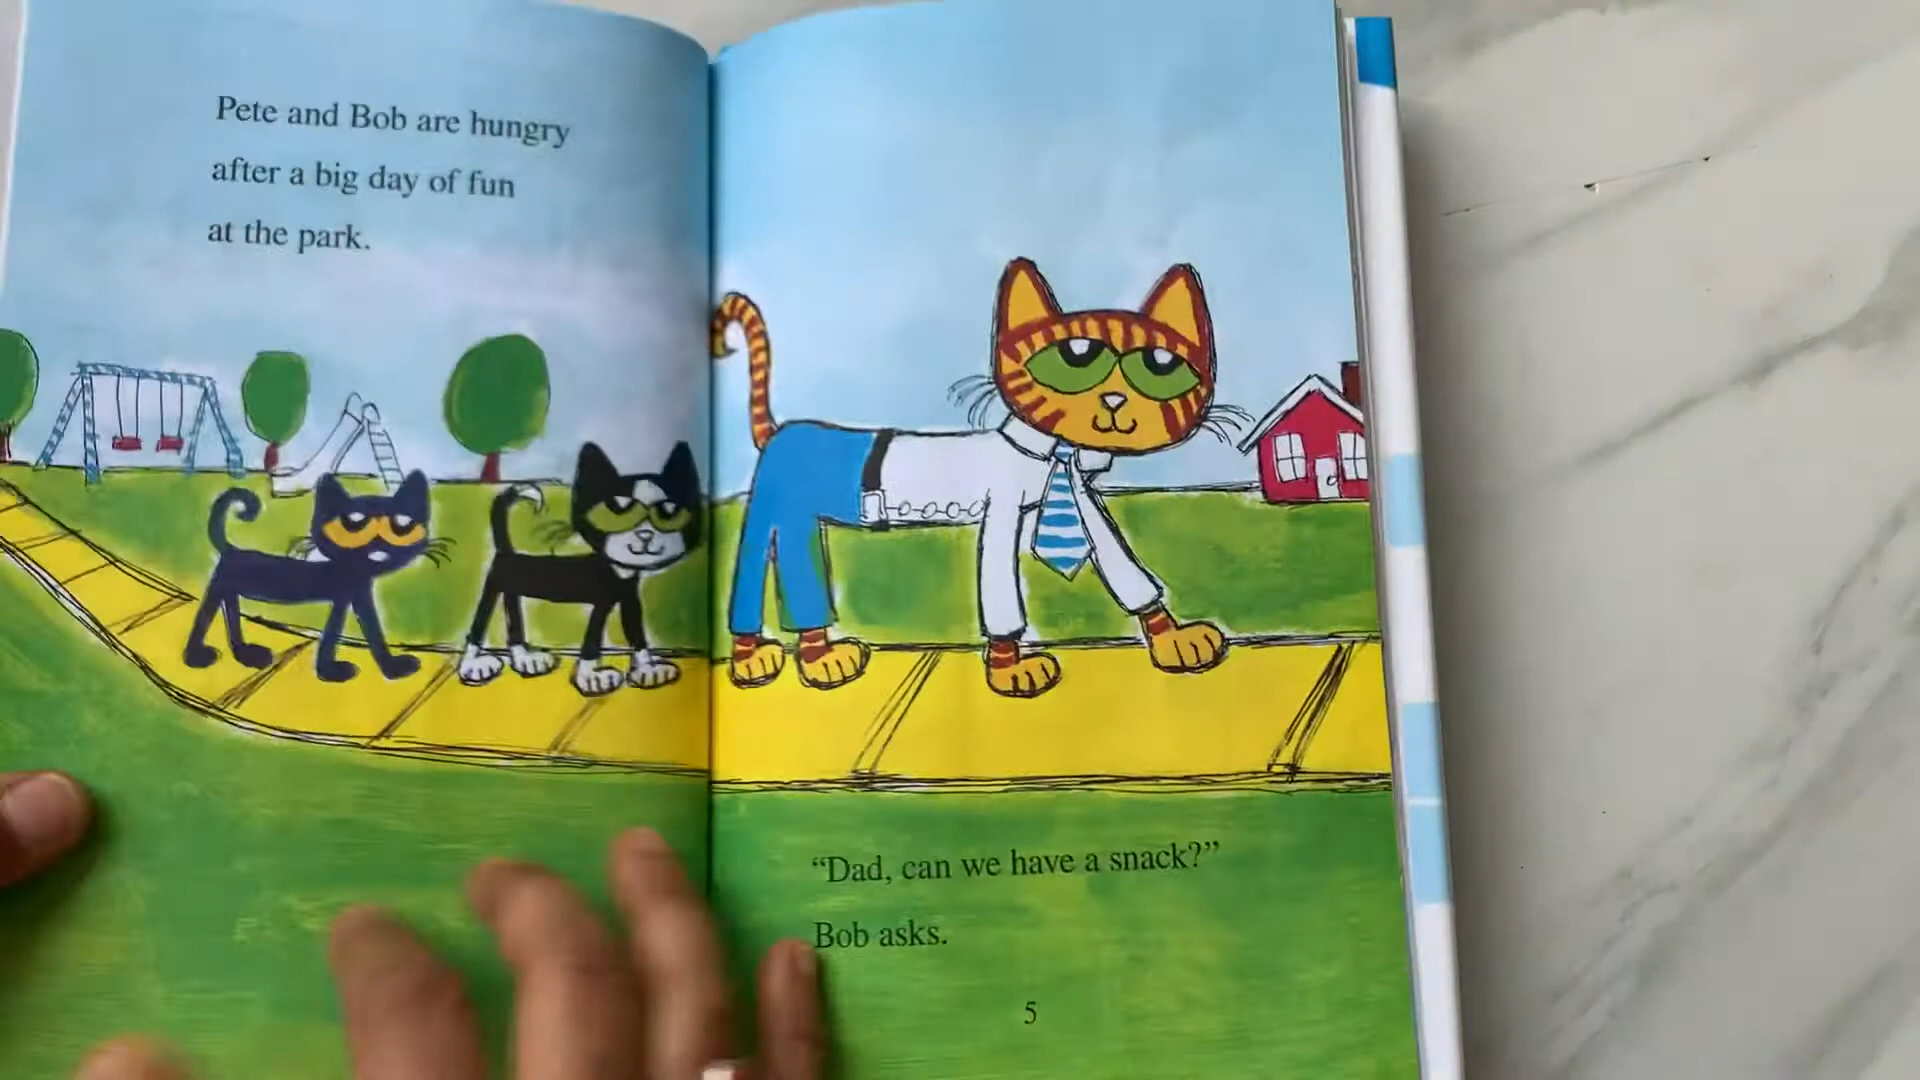 Pete and Bob are hungry
after a big day of fun
at the park.
“Dad, can we have a snack?”
Bob asks.
5